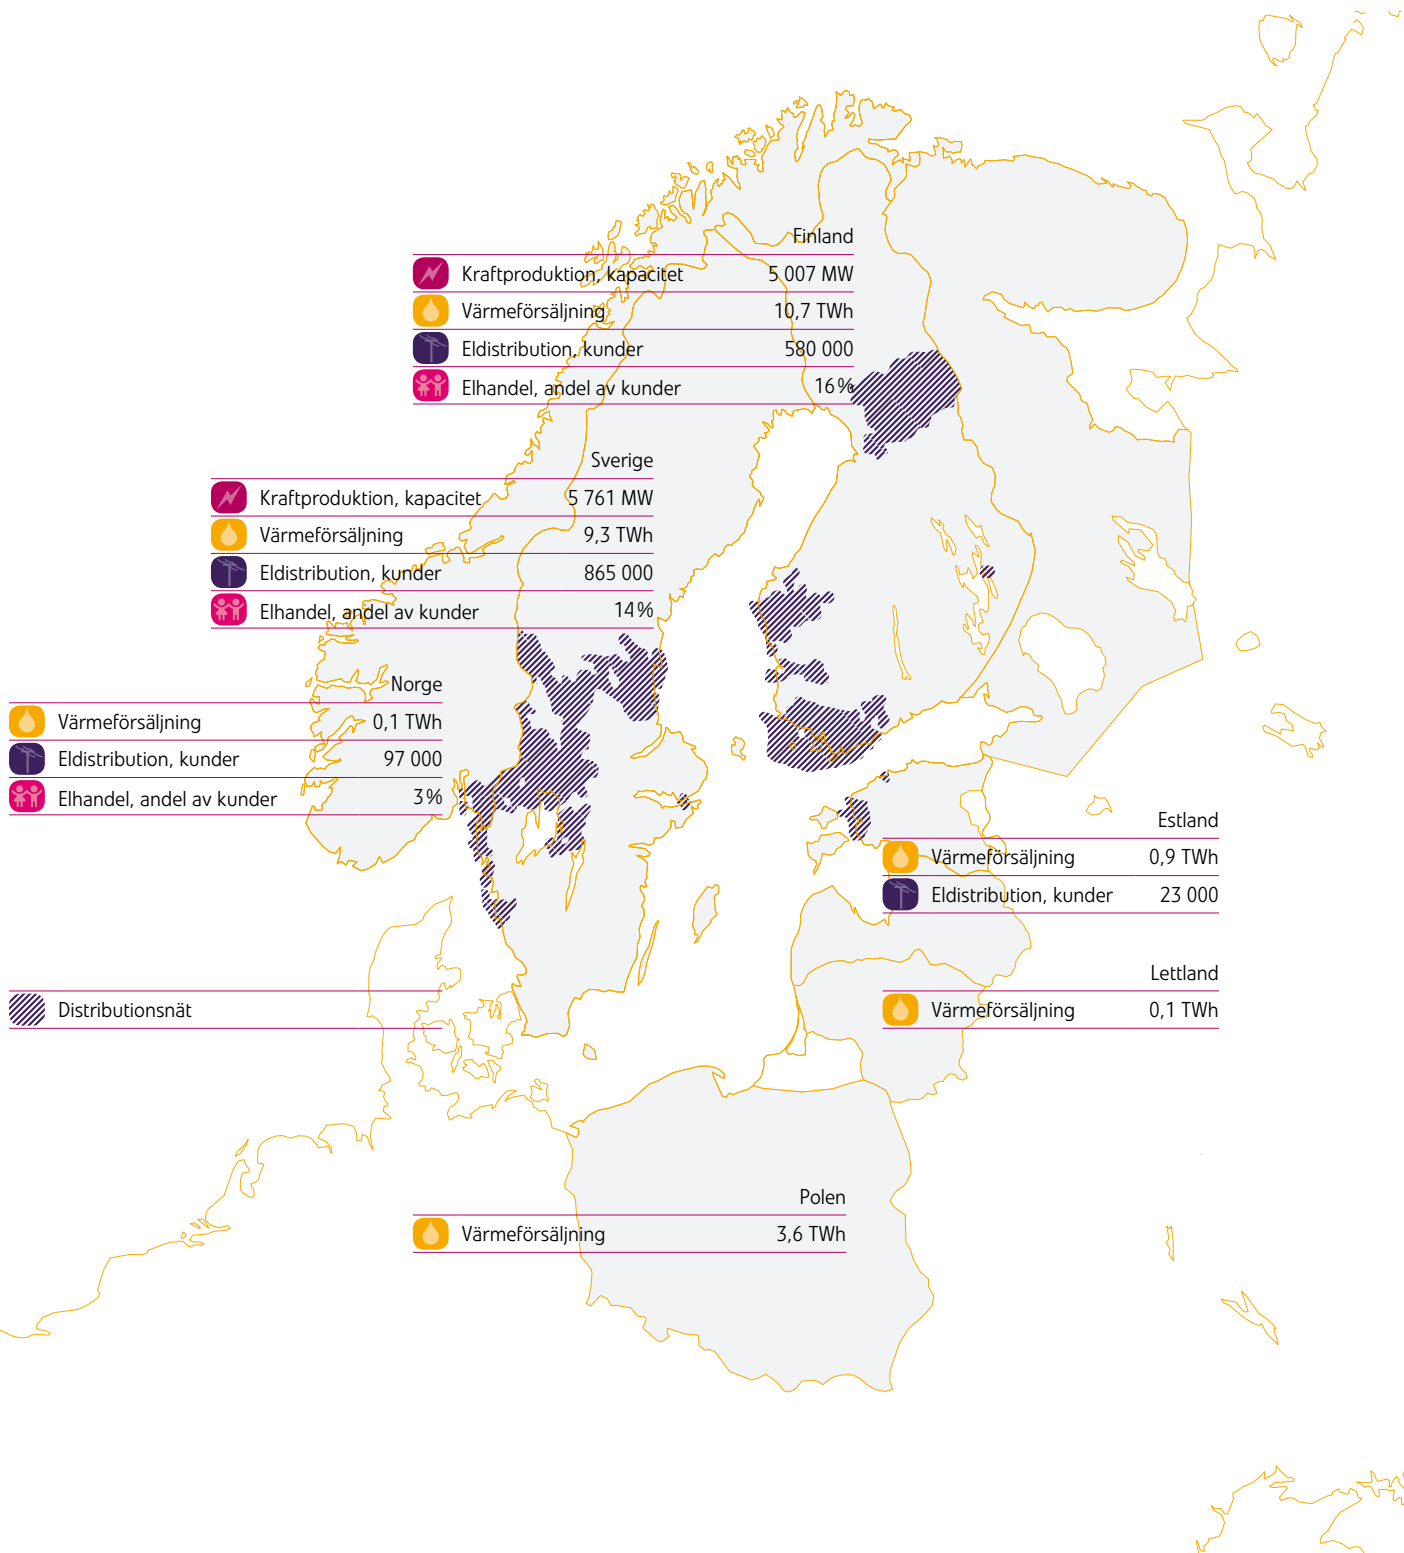 Finland
Kraftproduktion, kapacitet 5 007 MW
Värmeförsäljning 10,7 TWh
Eldistribution, kunder 580 000
Elhandel, andel av kunder 16%
Sverige
Kraftproduktion, kapacitet 5 761 MW
Värmeförsäljning 9,3 TWh
Eldistribution, kunder 865 000
Elhandel, andel av kunder 14%
Norge
Värmeförsäljning 0,1 TWh
Eldistribution, kunder 97 000
Elhandel, andel av kunder 3%
Estland
Värmeförsäljning 0,9 TWh
Eldistribution, kunder 23 000
Lettland
Värmeförsäljning 0,1 TWh
Distributionsnät
Polen
Värmeförsäljning 3,6 TWh